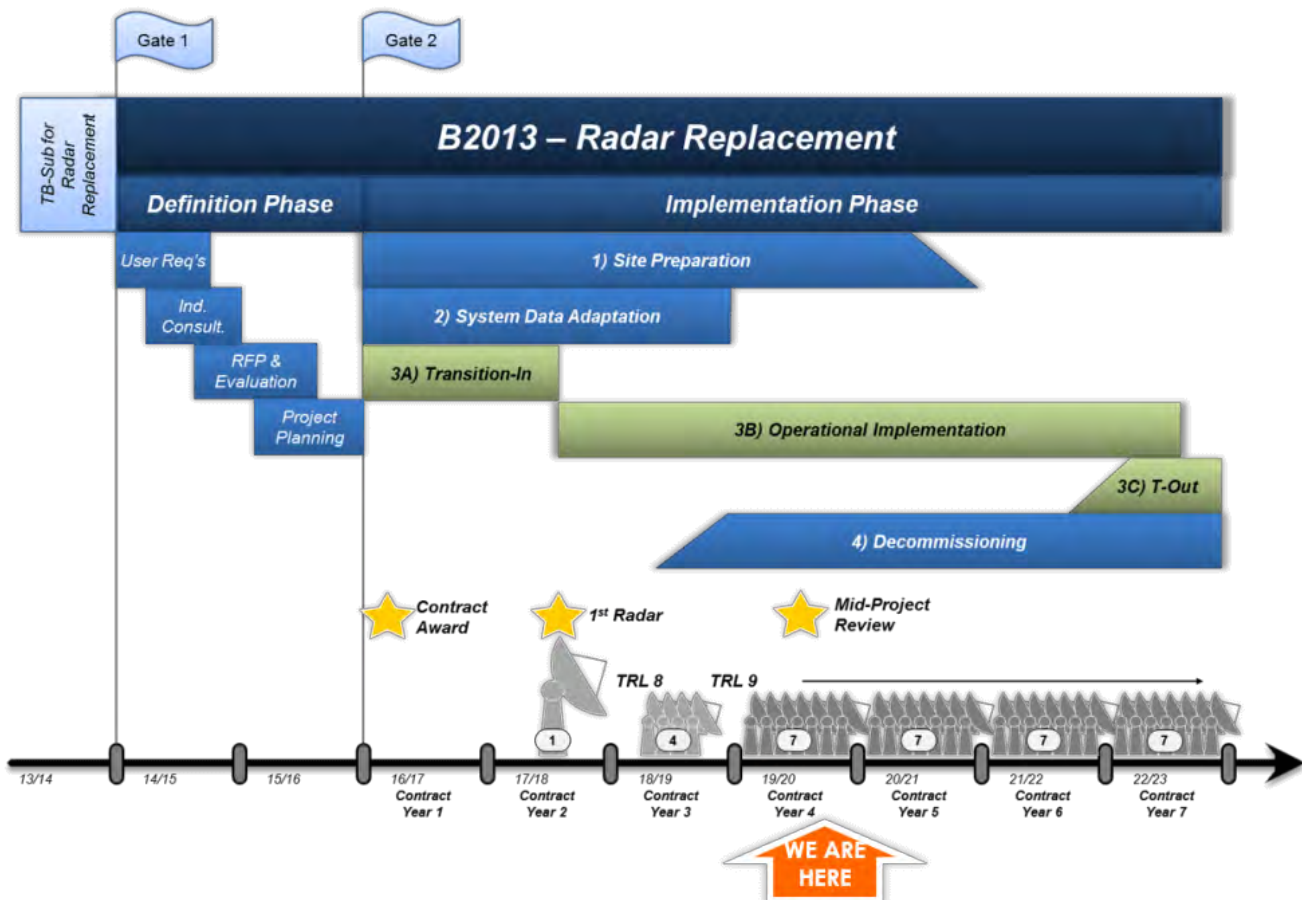 Gate 1
Gate 2
TB-Sub for
Radar
Replacement
B2013 – Radar Replacement
Definition Phase
Implementation Phase
User Req's
1) Site Preparation
Ind.
Consult.
2) System Data Adaptation
RFP &
Evaluation
3A) Transition-In
Project
Planning
3B) Operational Implementation
3C) T-Out
4) Decommissioning
Contract
Award
1st Radar
Mid-Project
Review
TRL 8
TRL 9
1
4
7
7
7
7
13/14
14/15
15/16
16/17
Contract
Year 1
17/18
Contract
Year 2
18/19
Contract
Year 3
19/20
Contract
Year 4
20/21
Contract
Year 5
21/22
Contract
Year 6
22/23
Contract
Year 7
WE ARE
HERE